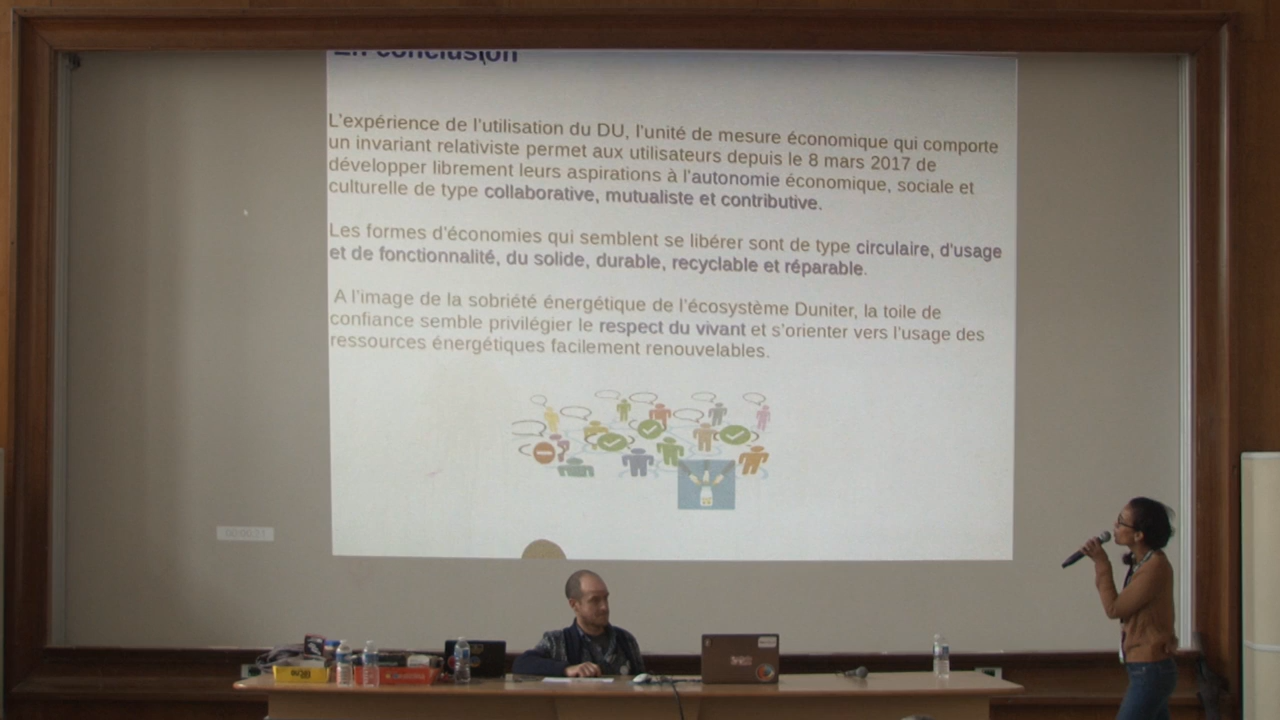 En conclusion
L'expérience de l'utilisation du DU, l'unité de mesure économique qui comporte
un invariant relativiste permet aux utilisateurs depuis le 8 mars 2017 de
développer librement leurs aspirations à l'autonomie économique, sociale et
culturelle de type collaborative, mutualiste et contributive.
Les formes d'économies qui semblent se libérer sont de type circulaire, d'usage
et de fonctionnalité, du solide, durable, recyclable et réparable.
A l'image de la sobriété énergétique de l'écosystème Duniter, la toile de
confiance semble privilégier le respect du vivant et s'orienter vers l'usage des
ressources énergétiques facilement renouvelables.